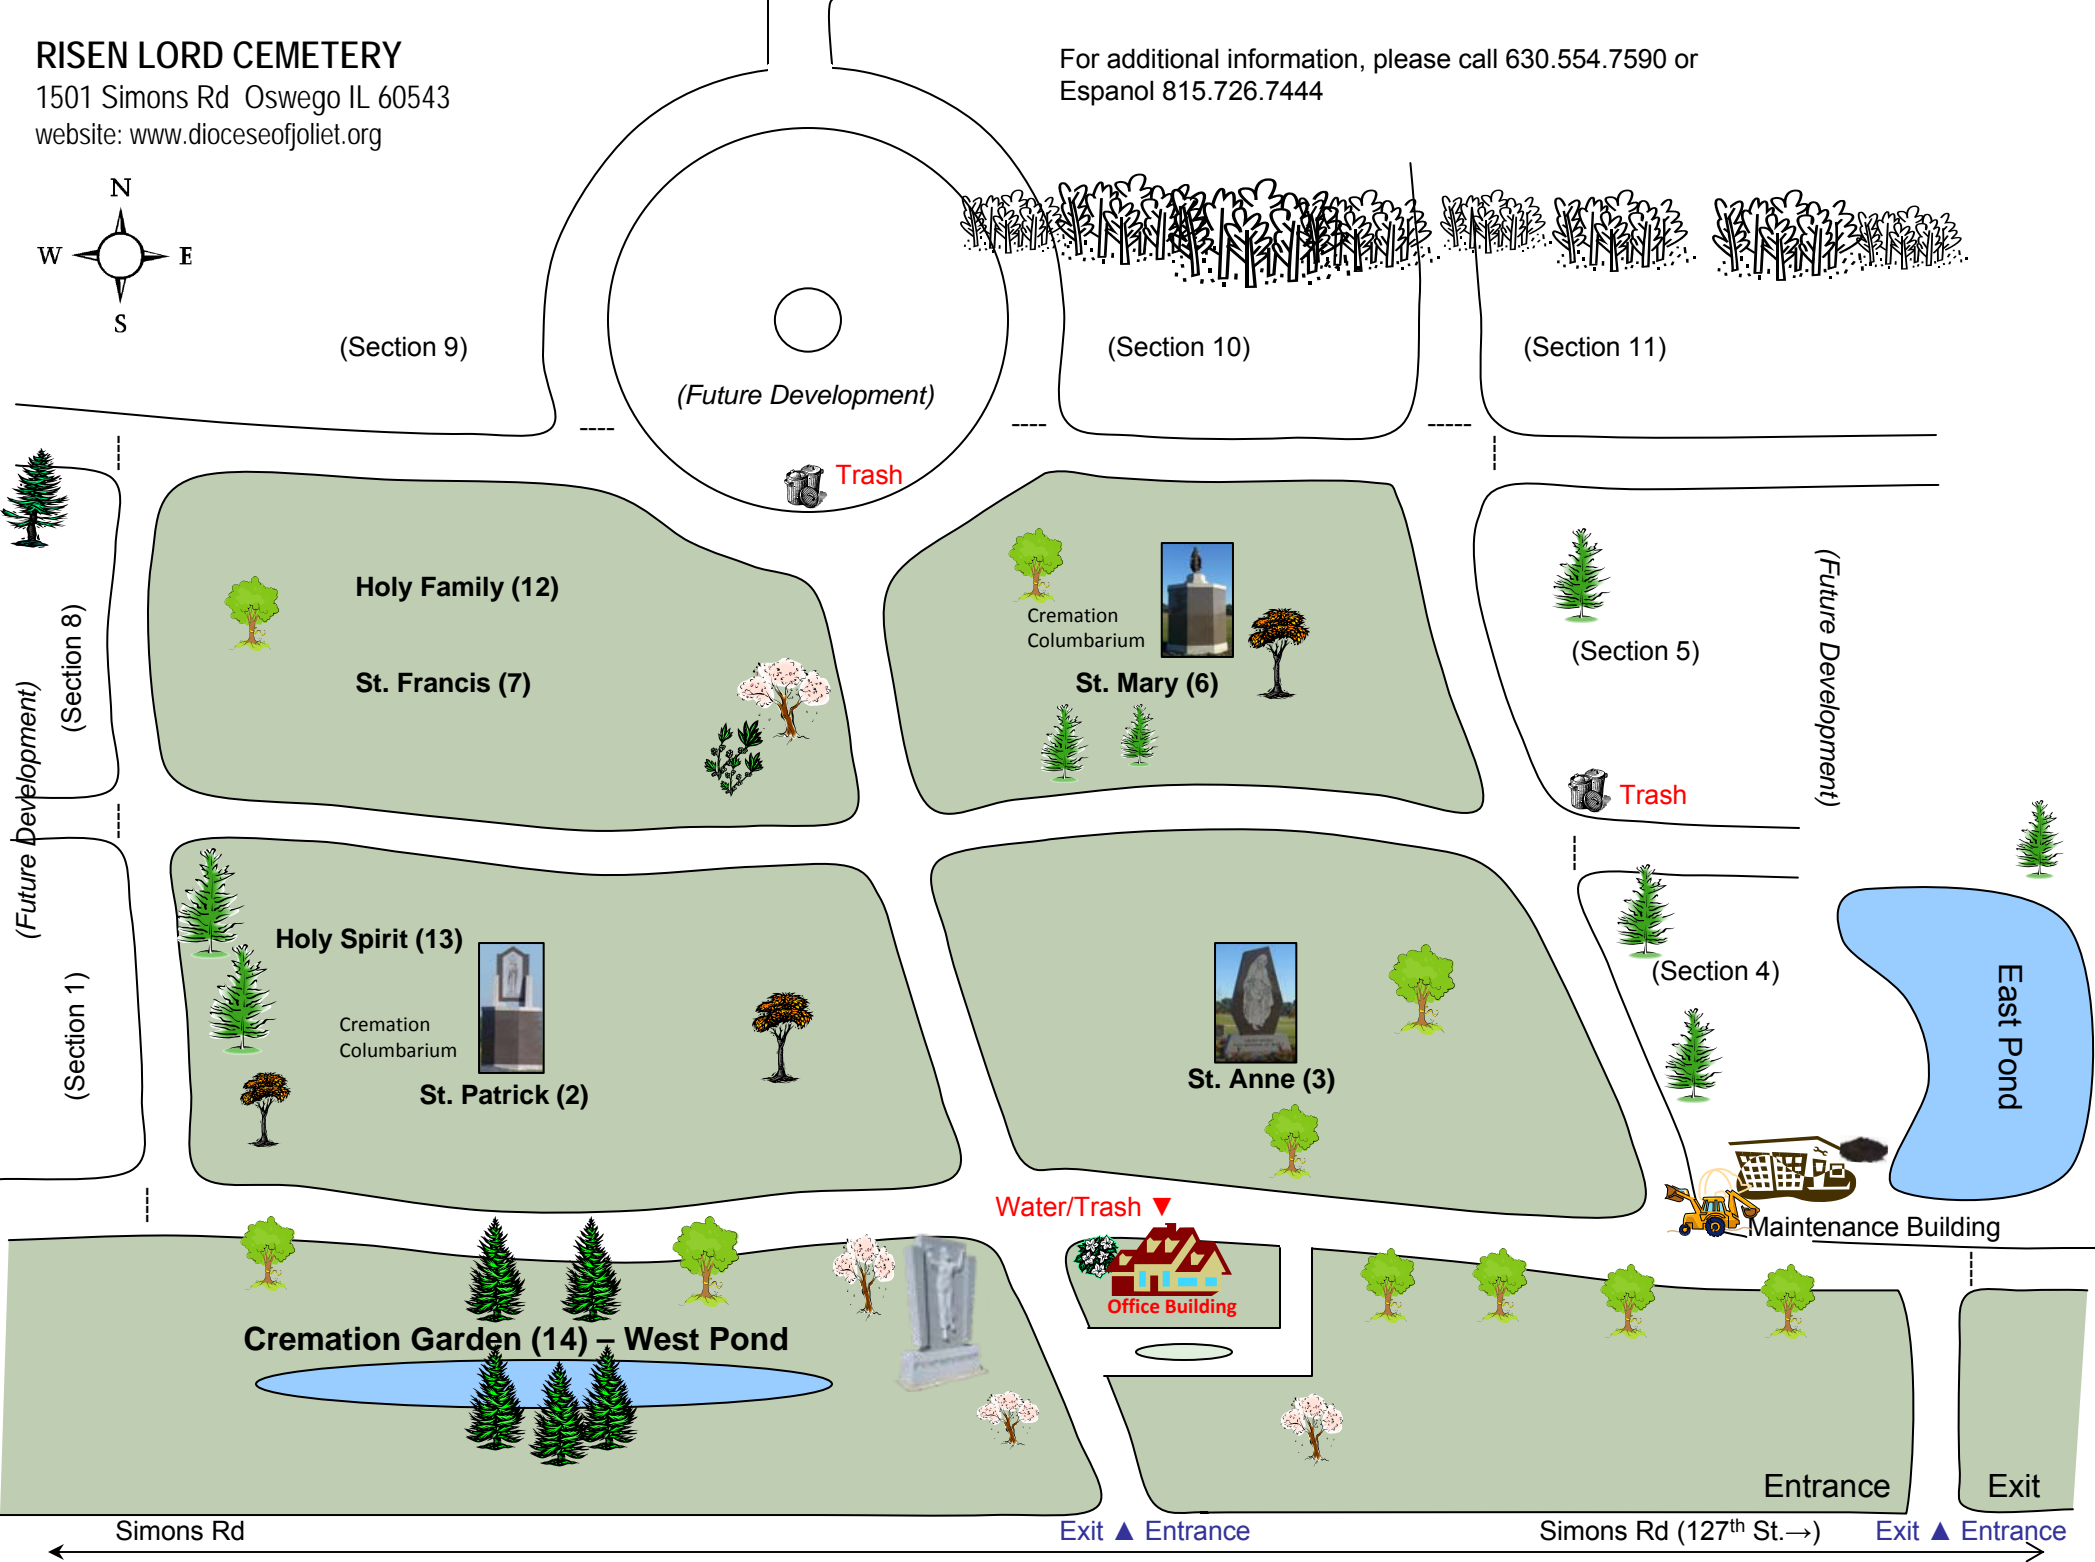 RISEN LORD CEMETERY
1501 Simons Rd  Oswego IL 60543
website: www.dioceseofjoliet.org
For additional information, please call 630.554.7590 or
Espanol 815.726.7444
N
W
E
S
(Section 9)
(Section 10)
(Section 11)
(Future Development)
Trash
Holy Family (12)
St. Francis (7)
Cremation
Columbarium
St. Mary (6)
(Section 5)
(Future Development)
(Section 8)
(Future Development)
Trash
Holy Spirit (13)
Cremation
Columbarium
St. Patrick (2)
St. Anne (3)
(Section 4)
East Pond
(Section 1)
Water/Trash ▼
Maintenance Building
Office Building
Cremation Garden (14) – West Pond
Entrance
Exit
Simons Rd
Exit ▲ Entrance
Simons Rd (127th St.→)
Exit ▲ Entrance